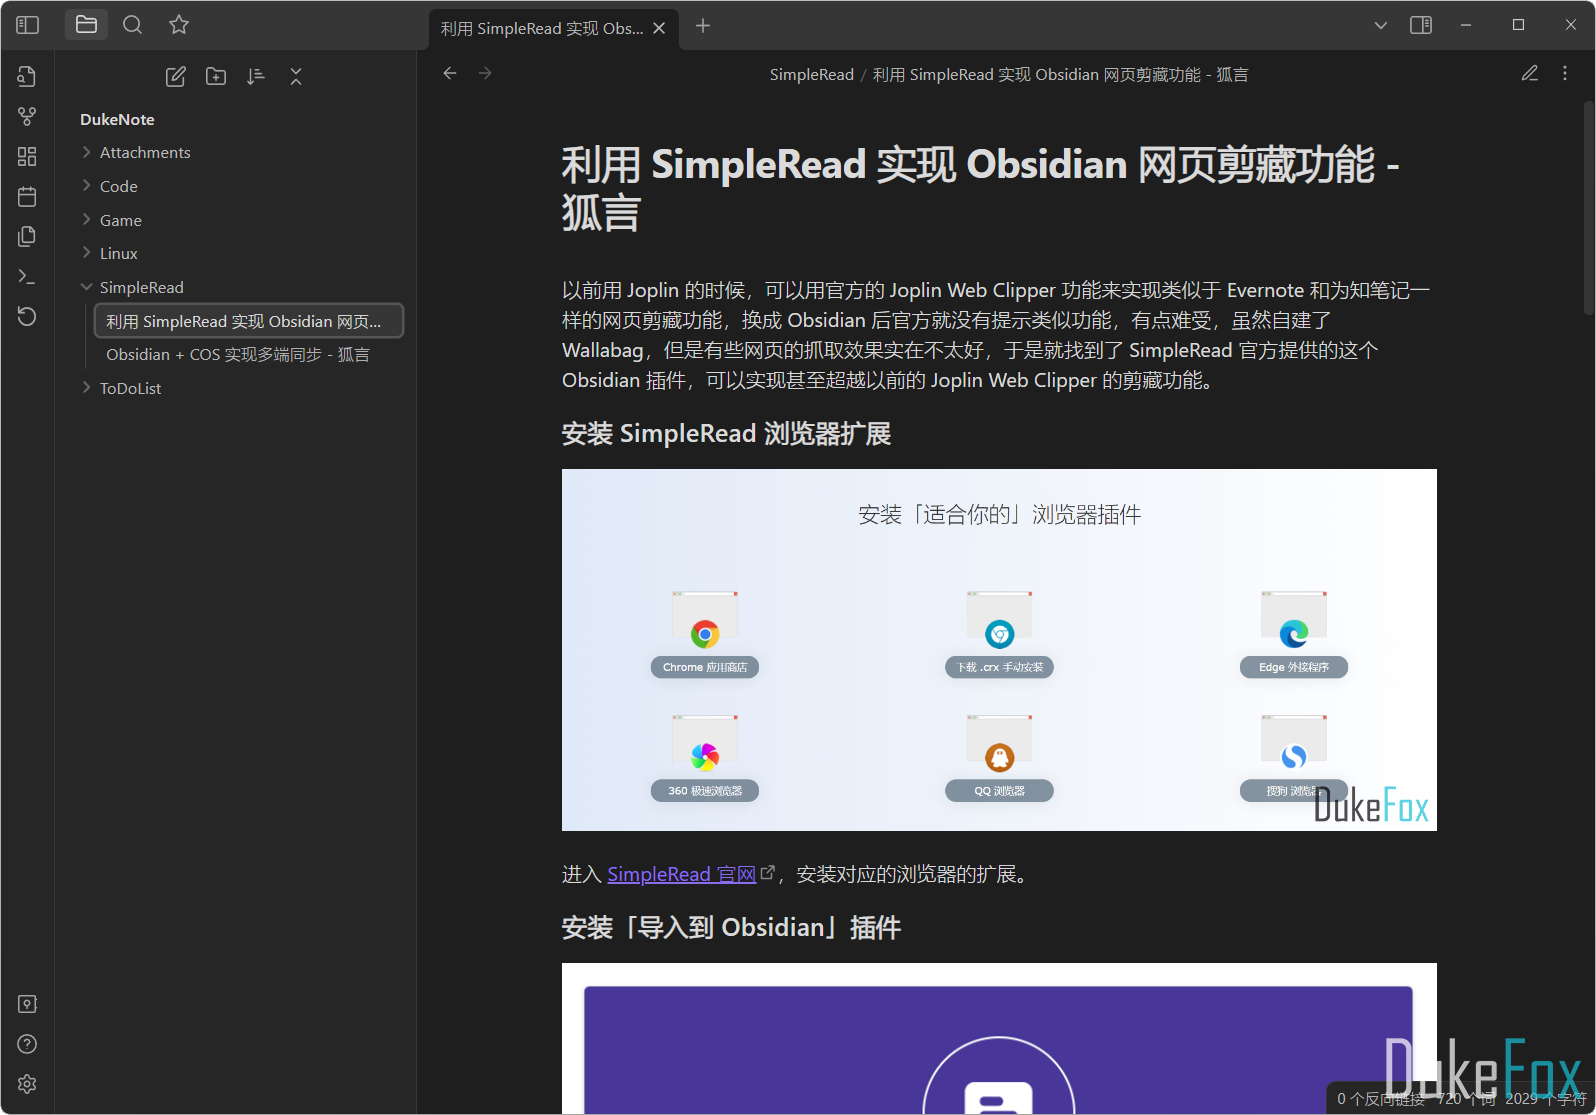 利用 SimpleRead 实现 Obs...
SimpleRead / 利用 SimpleRead 实现 Obsidian 网页剪藏功能 - 狐言
DukeNote
Attachments
Code
Game
Linux
SimpleRead
利用 SimpleRead 实现 Obsidian 网页...
Obsidian + COS 实现多端同步 - 狐言
ToDoList
利用 SimpleRead 实现 Obsidian 网页剪藏功能 -
狐言
以前用 Joplin 的时候，可以用官方的 Joplin Web Clipper 功能来实现类似于 Evernote 和为知笔记一
样的网页剪藏功能，换成 Obsidian 后官方就没有提示类似功能，有点难受，虽然自建了
Wallabag，但是有些网页的抓取效果实在不太好，于是就找到了 SimpleRead 官方提供的这个
Obsidian 插件，可以实现甚至超越以前的 Joplin Web Clipper 的剪藏功能。
安装 SimpleRead 浏览器扩展
安装「适合你的」浏览器插件
Chrome 应用商店
下载 .crx 手动安装
Edge 外接程序
360 极速浏览器
QQ 浏览器
搜狗 浏览器
DukeFox
进入 SimpleRead 官网，安装对应的浏览器的扩展。
安装「导入到 Obsidian」插件
DukeFox
0 个反向链接 720 个词 2029 个字符